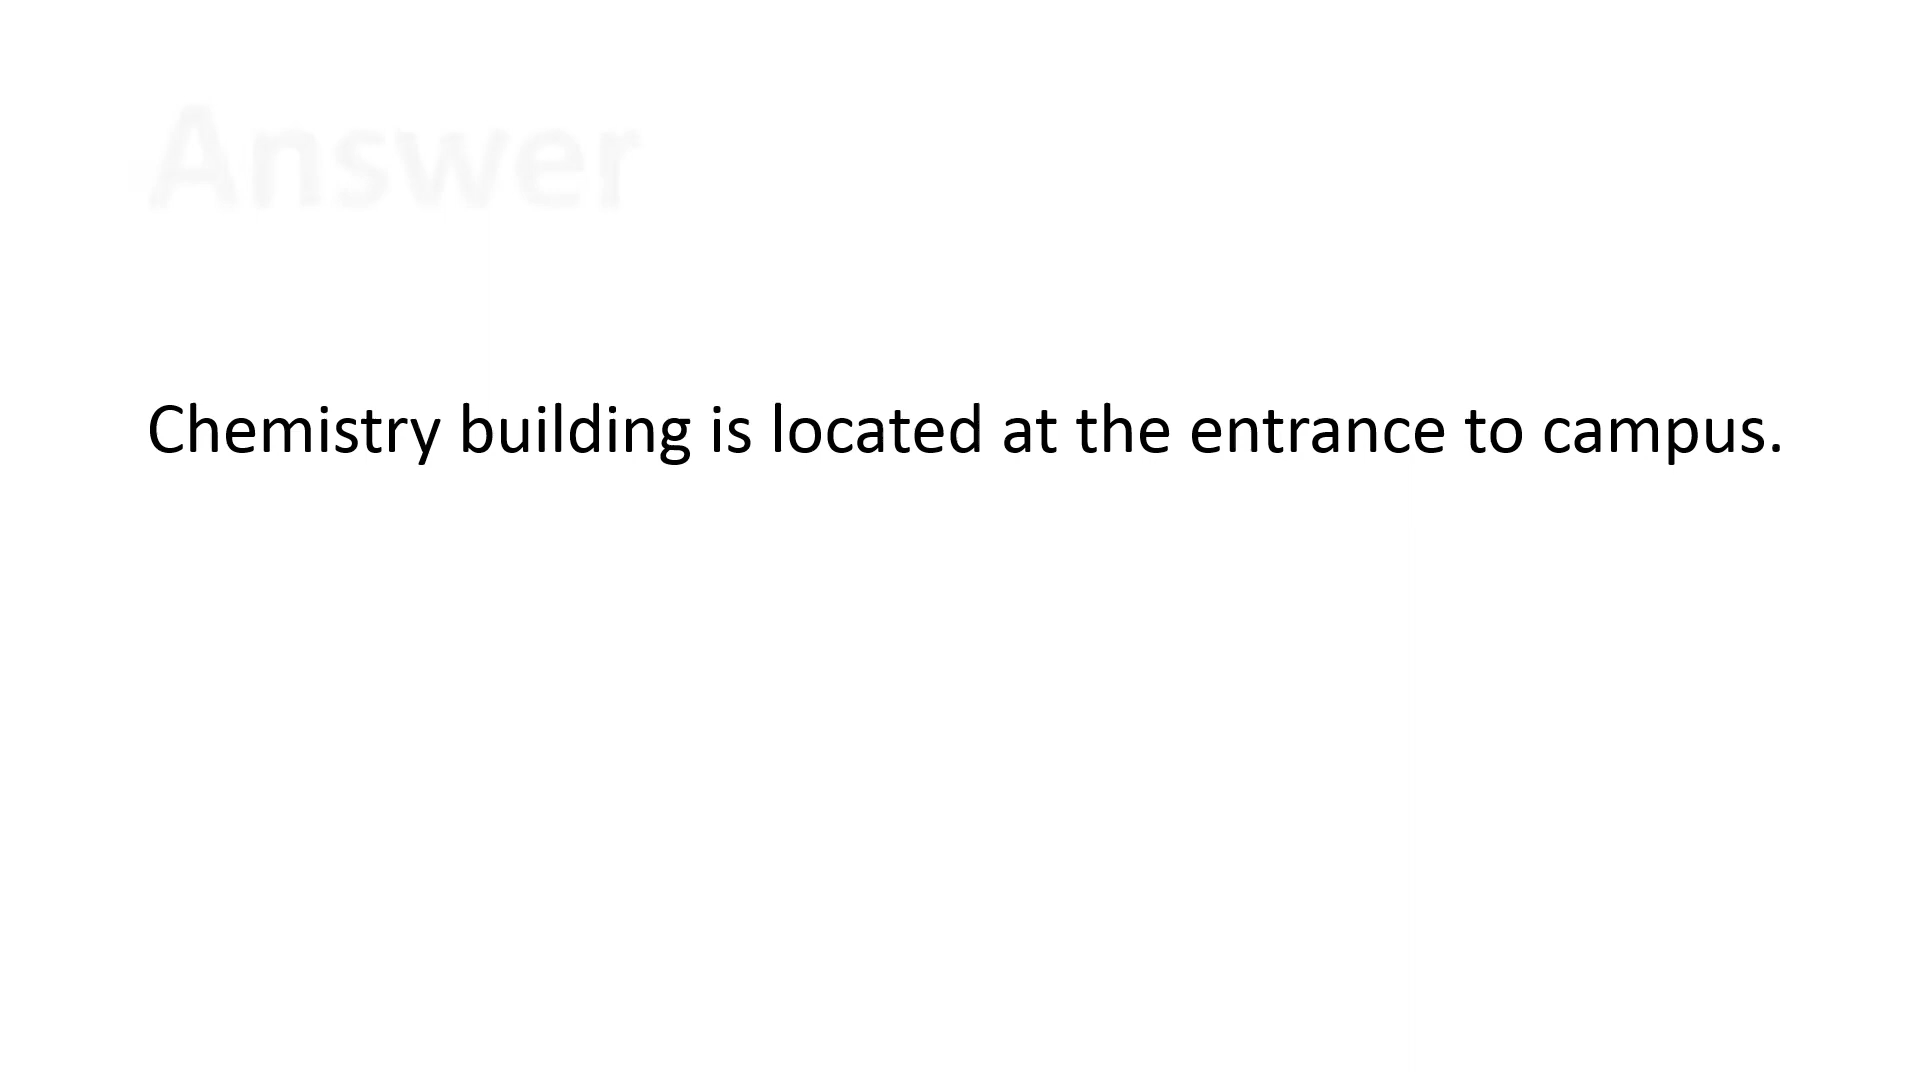 Answer
Chemistry building is located at the entrance to campus.